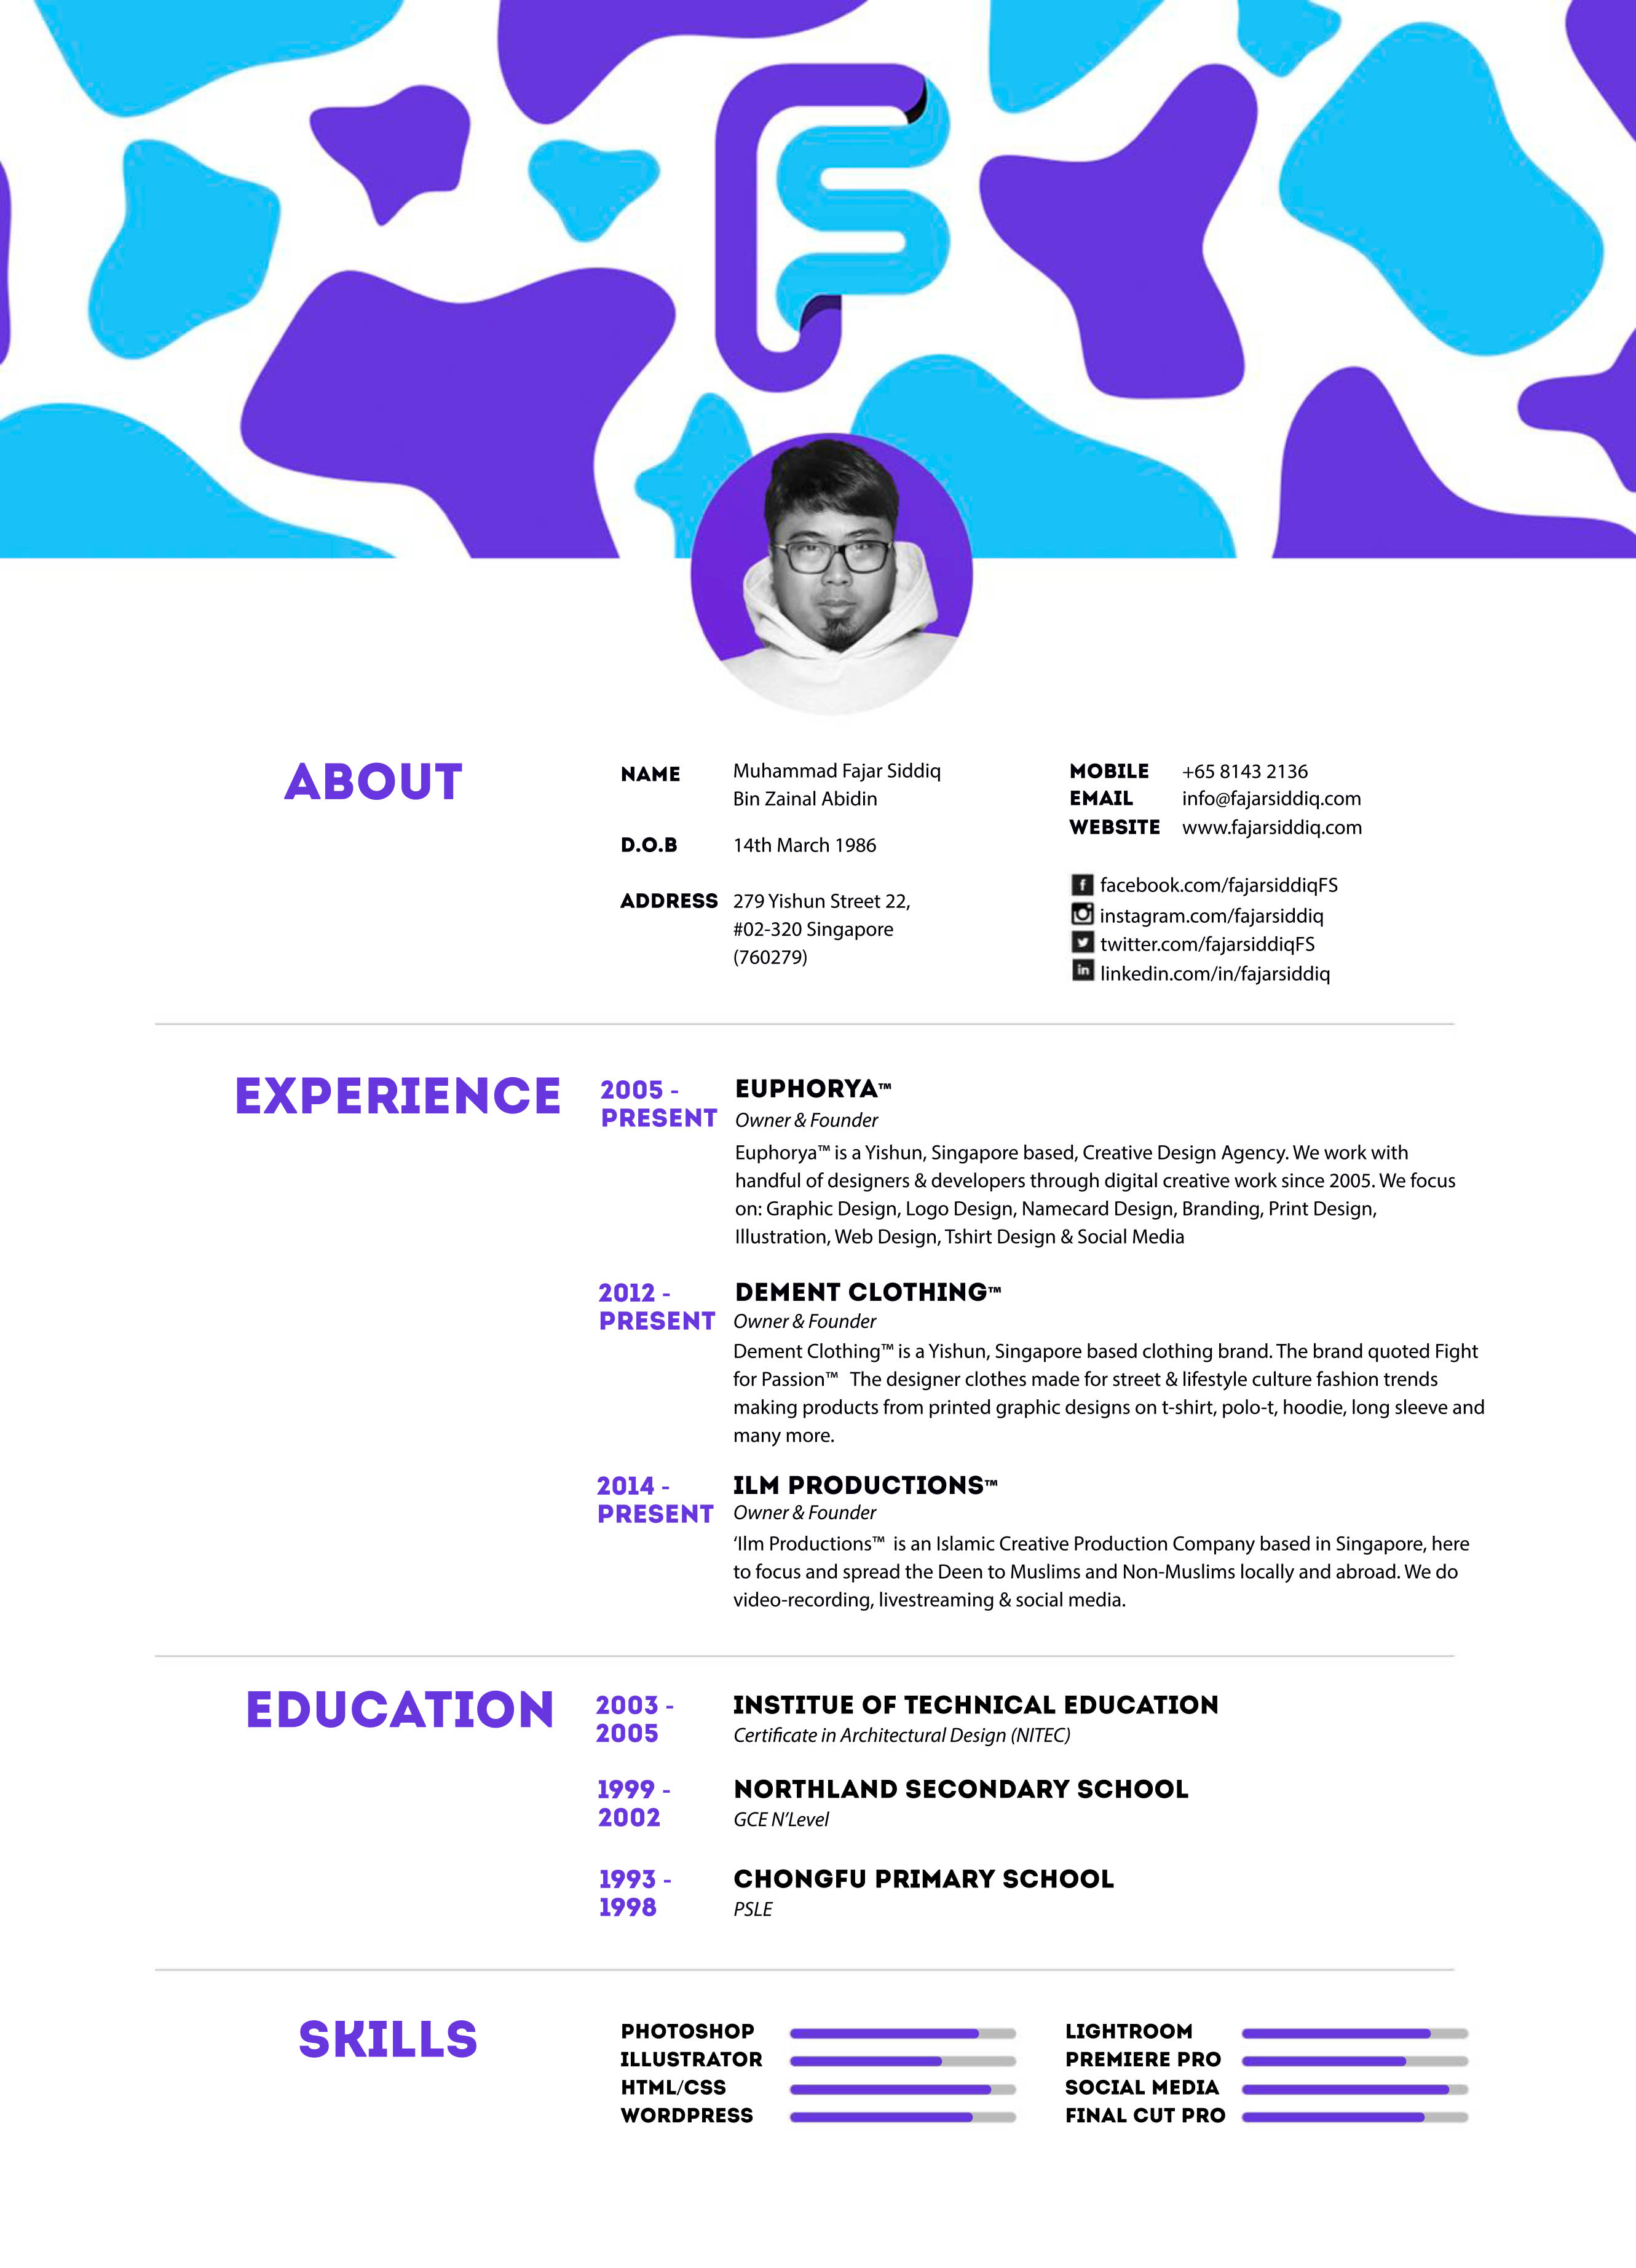 ABOUT
NAME Muhammad Fajar Siddiq
Bin Zainal Abidin
D.O.B 14th March 1986
ADDRESS 279 Yishun Street 22,
#02-320 Singapore
(760279)
MOBILE +65 8143 2136
EMAIL info@fajarsiddiq.com
WEBSITE www.fajarsiddiq.com
facebook.com/fajarsiddiqFS
instagram.com/fajarsiddiq
twitter.com/fajarsiddiqFS
linkedin.com/in/fajarsiddiq
EXPERIENCE
2005 -
PRESENT
EUPHORYA™
Owner & Founder
Euphorya™ is a Yishun, Singapore based, Creative Design Agency. We work with
handful of designers & developers through digital creative work since 2005. We focus
on: Graphic Design, Logo Design, Namecard Design, Branding, Print Design,
Illustration, Web Design, Tshirt Design & Social Media
2012 -
PRESENT
DEMENT CLOTHING™
Owner & Founder
Dement Clothing™ is a Yishun, Singapore based clothing brand. The brand quoted Fight
for Passion™ The designer clothes made for street & lifestyle culture fashion trends
making products from printed graphic designs on t-shirt, polo-t, hoodie, long sleeve and
many more.
2014 -
PRESENT
ILM PRODUCTIONS™
Owner & Founder
‘Ilm Productions™ is an Islamic Creative Production Company based in Singapore, here
to focus and spread the Deen to Muslims and Non-Muslims locally and abroad. We do
video-recording, livestreaming & social media.
EDUCATION
2003 -
2005
INSTITUE OF TECHNICAL EDUCATION
Certificate in Architectural Design (NITEC)
1999 -
2002
NORTHLAND SECONDARY SCHOOL
GCE N’Level
1993 -
1998
CHONGFU PRIMARY SCHOOL
PSLE
SKILLS
PHOTOSHOP
ILLUSTRATOR
HTML/CSS
WORDPRESS
LIGHTROOM
PREMIERE PRO
SOCIAL MEDIA
FINAL CUT PRO